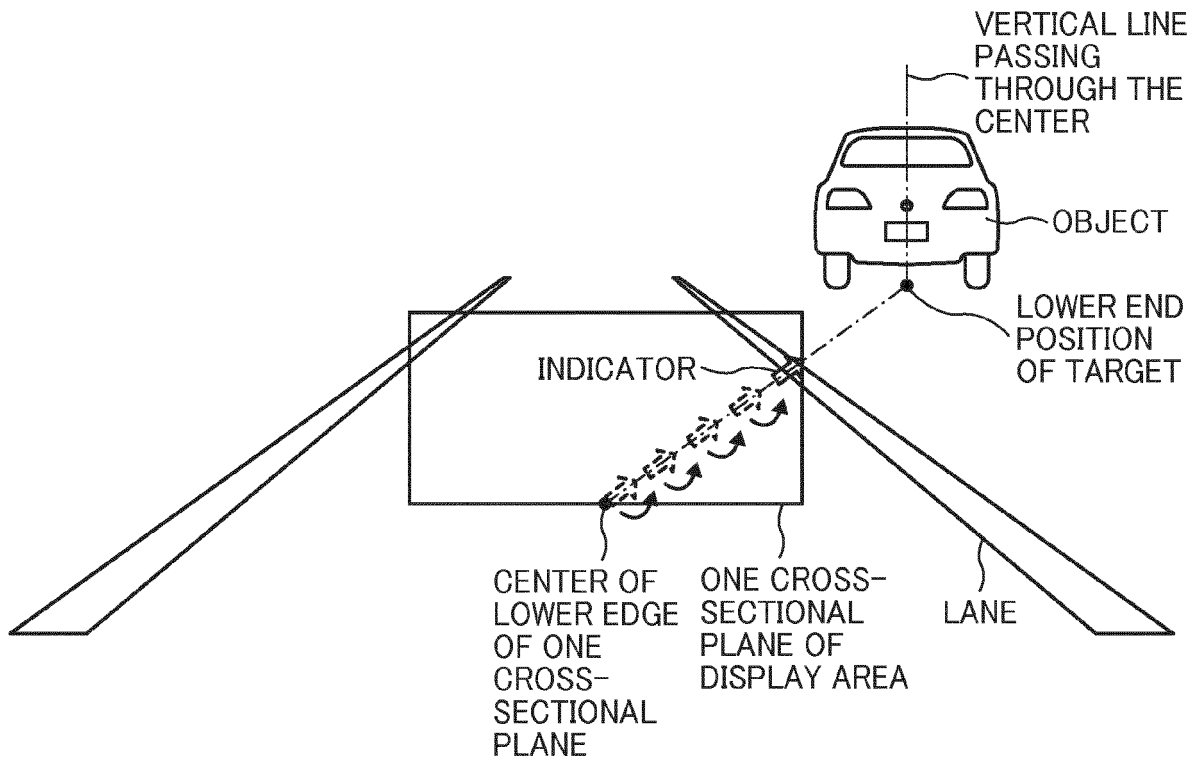 VERTICAL LINE
PASSING
THROUGH THE
CENTER
OBJECT
LOWER END
POSITION
OF TARGET
INDICATOR
CENTER OF
LOWER EDGE
OF ONE
CROSS-
SECTIONAL
PLANE
ONE CROSS-
SECTIONAL
PLANE OF
DISPLAY AREA
LANE